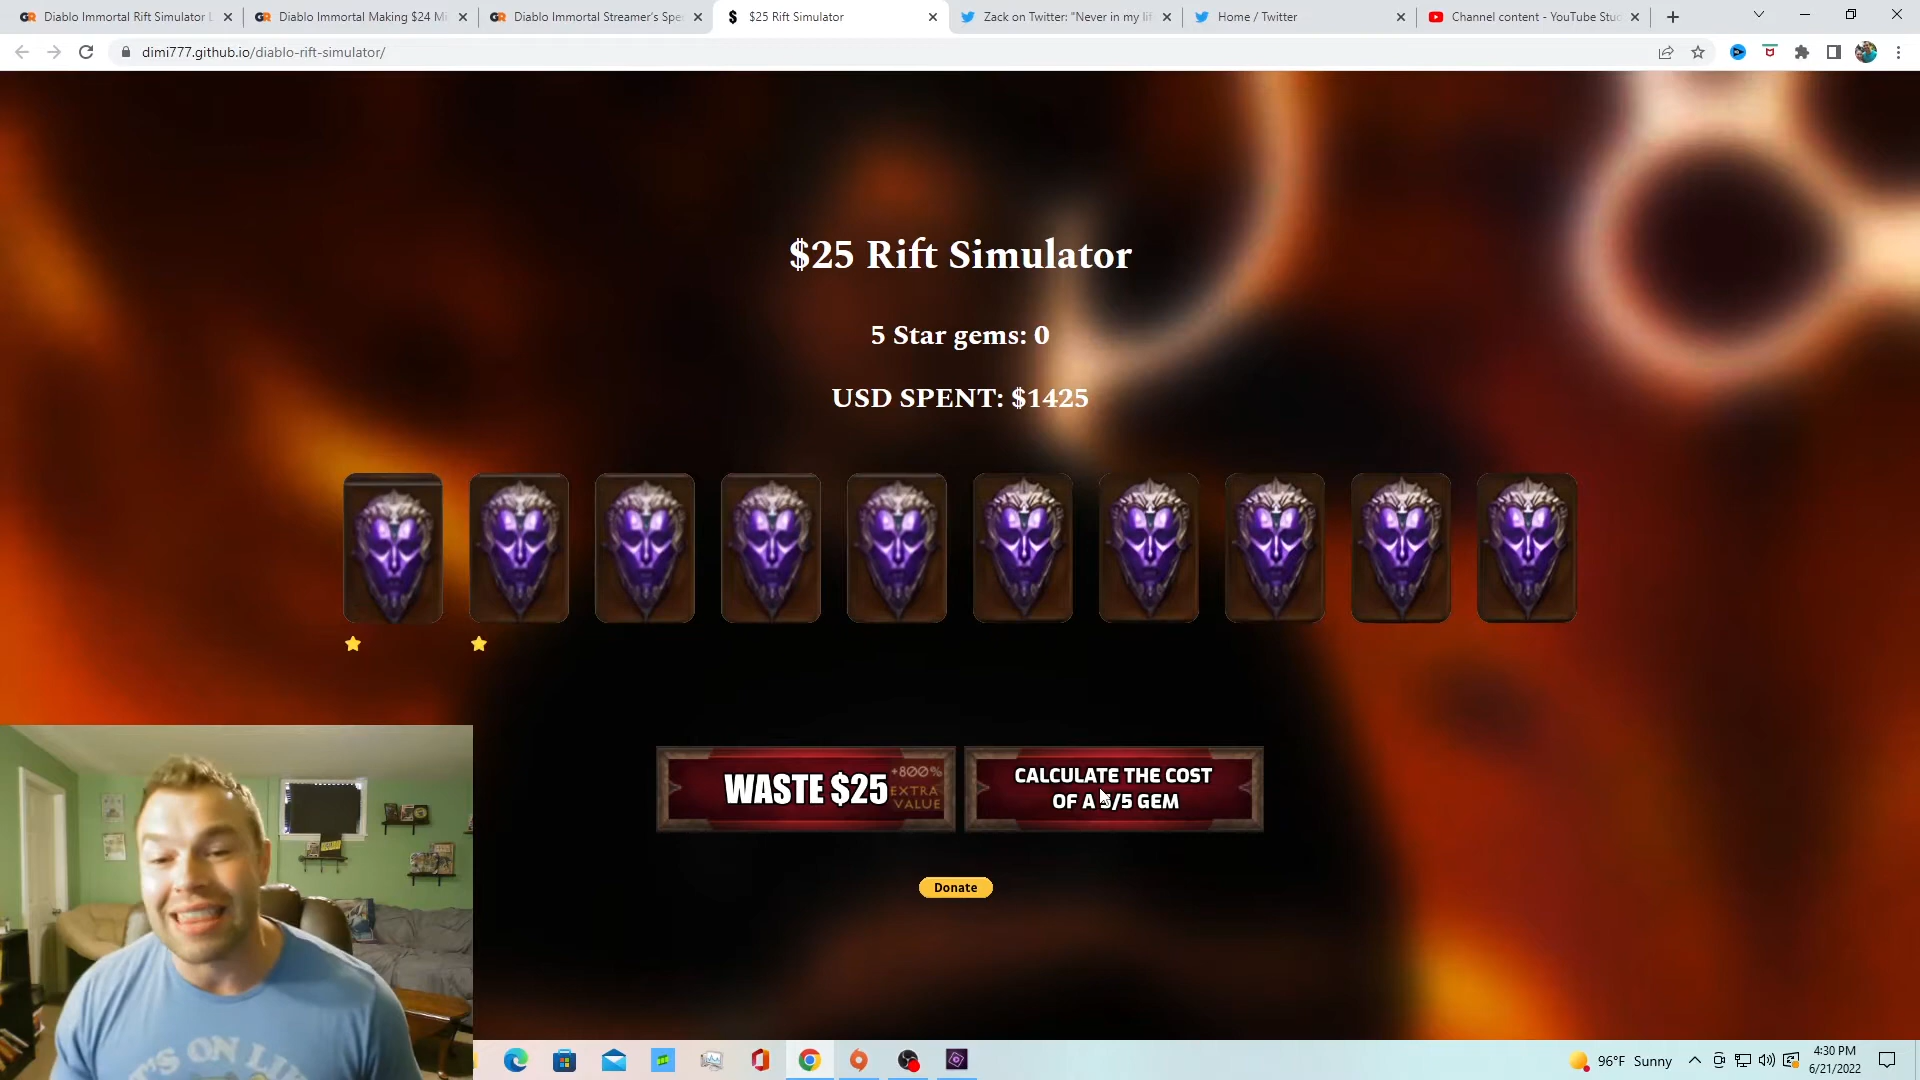 Diablo Immortal Rift Simulator L
Diablo Immortal Making $24 Mi
Diablo Immortal Streamer's Spe
$25 Rift Simulator
Zack on Twitter: "Never in my lif
Home / Twitter
Channel content - YouTube Stud
dimi777.github.io/diablo-rift-simulator/
$25 Rift Simulator
5 Star gems: 0
USD SPENT: $1425
WASTE $25
+800%
EXTRA
VALUE
CALCULATE THE COST
OF A 5/5 GEM
Donate
96°F Sunny
4:30 PM
6/21/2022